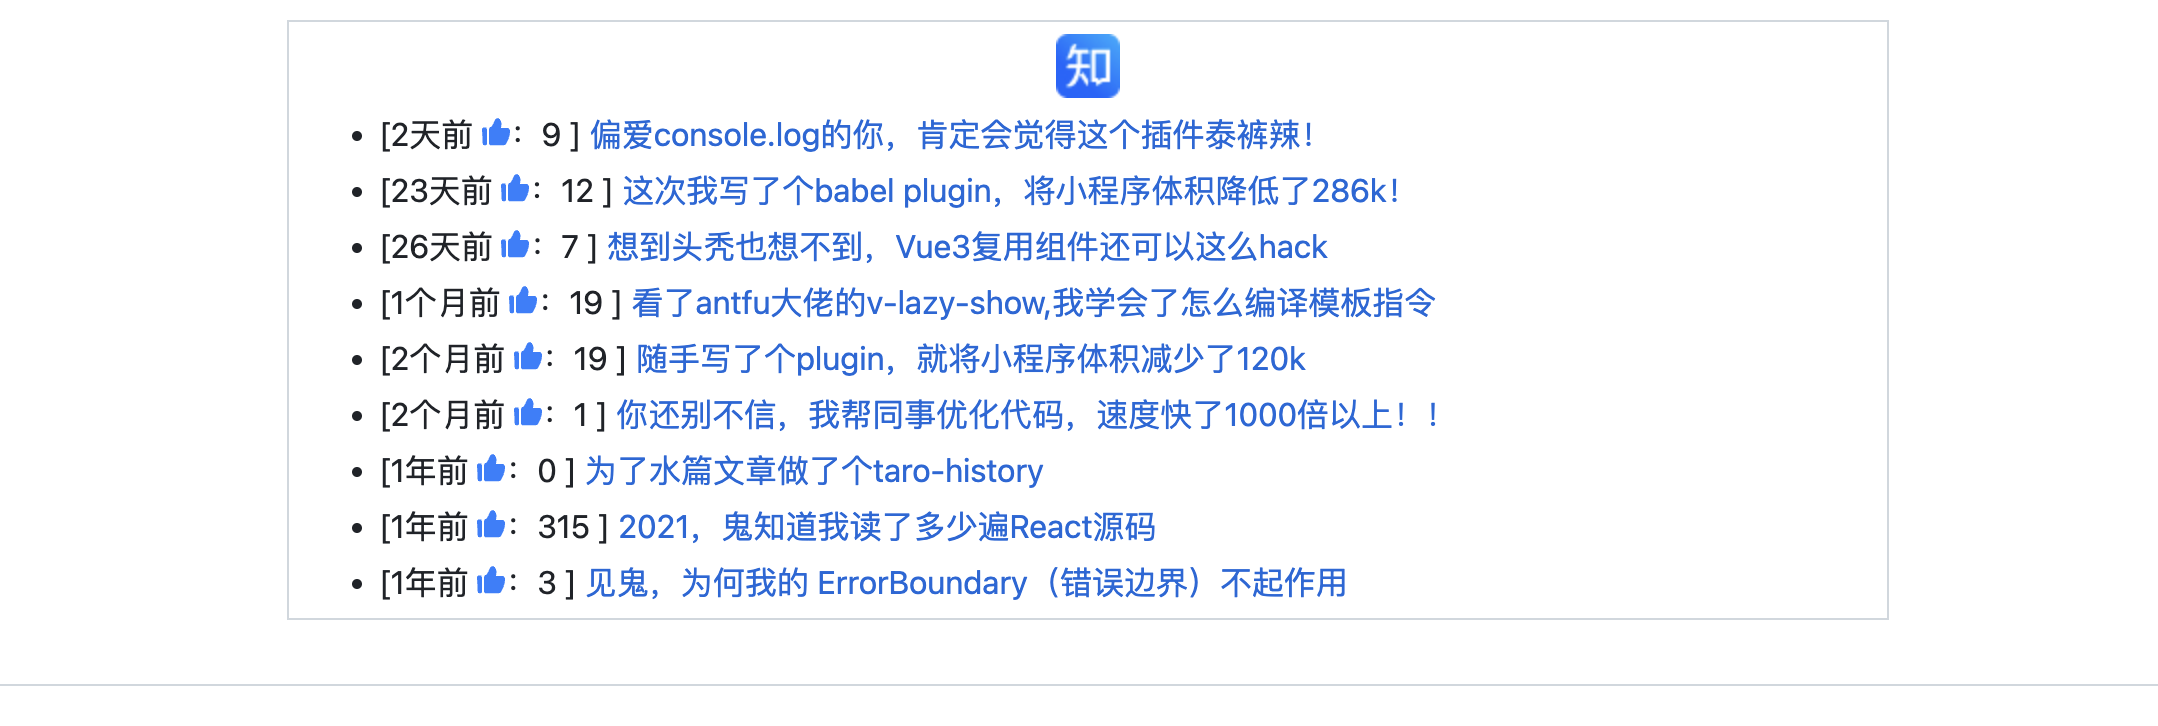 知
[2天前 👍：9 ] 偏爱console.log的你，肯定会觉得这个插件泰裤辣！
[23天前 👍：12 ] 这次我写了个babel plugin，将小程序体积降低了286k！
[26天前 👍：7 ] 想到头秃也想不到，Vue3复用组件还可以这么hack
[1个月前 👍：19 ] 看了antfu大佬的v-lazy-show,我学会了怎么编译模板指令
[2个月前 👍：19 ] 随手写了个plugin，就将小程序体积减少了120k
[2个月前 👍：1 ] 你还别不信，我帮同事优化代码，速度快了1000倍以上！！
[1年前 👍：0 ] 为了水篇文章做了个taro-history
[1年前 👍：315 ] 2021，鬼知道我读了多少遍React源码
[1年前 👍：3 ] 见鬼，为何我的 ErrorBoundary（错误边界）不起作用